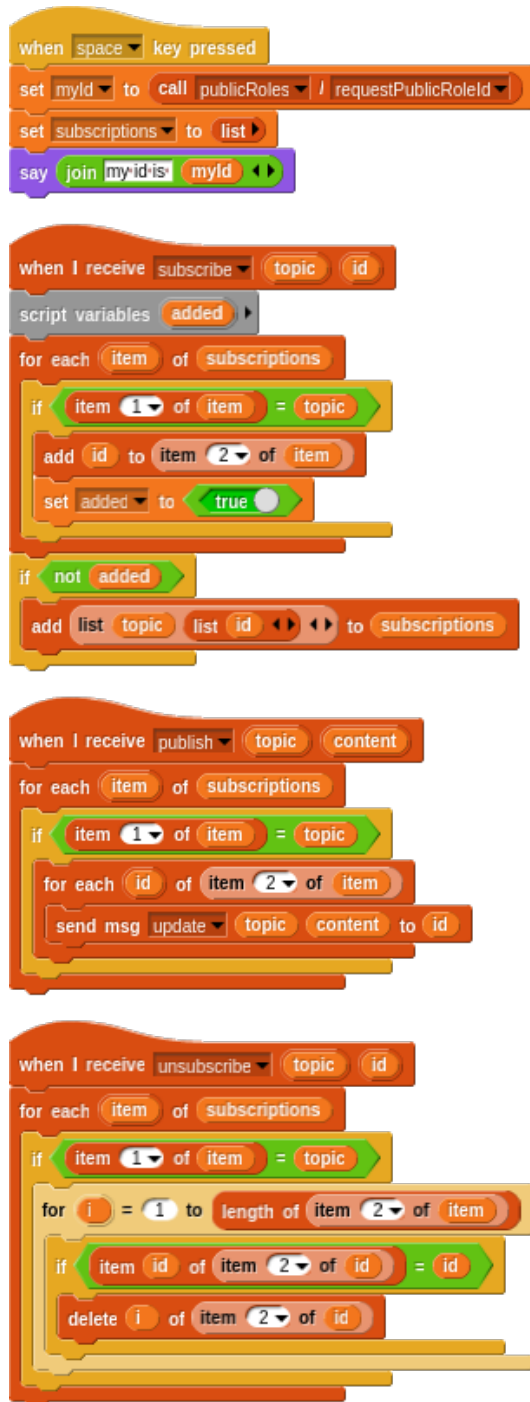 when space key pressed
set myId to call publicRoles / requestPublicRoleId
set subscriptions to list
say join my id is myId
when I receive subscribe topic id
script variables added
for each item of subscriptions
if item 1 of item = topic
add id to item 2 of item
set added to true
if not added
add list topic list id to subscriptions
when I receive publish topic content
for each item of subscriptions
if item 1 of item = topic
for each id of item 2 of item
send msg update topic content to id
when I receive unsubscribe topic id
for each item of subscriptions
if item 1 of item = topic
for i = 1 to length of item 2 of item
if item id of item 2 of id = id
delete i of item 2 of id